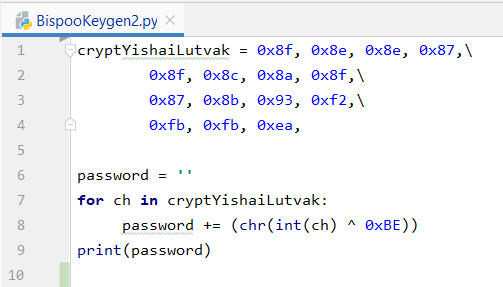 BispooKeygen2.py ×
1 cryptYishaiLutvak = 0x8f, 0x8e, 0x8e, 0x87,\
2 0x8f, 0x8c, 0x8a, 0x8f,\
3 0x87, 0x8b, 0x93, 0xf2,\
4 0xfb, 0xfb, 0xea,
5
6 password = ''
7 for ch in cryptYishaiLutvak:
8 password += (chr(int(ch) ^ 0xBE))
9 print(password)
10